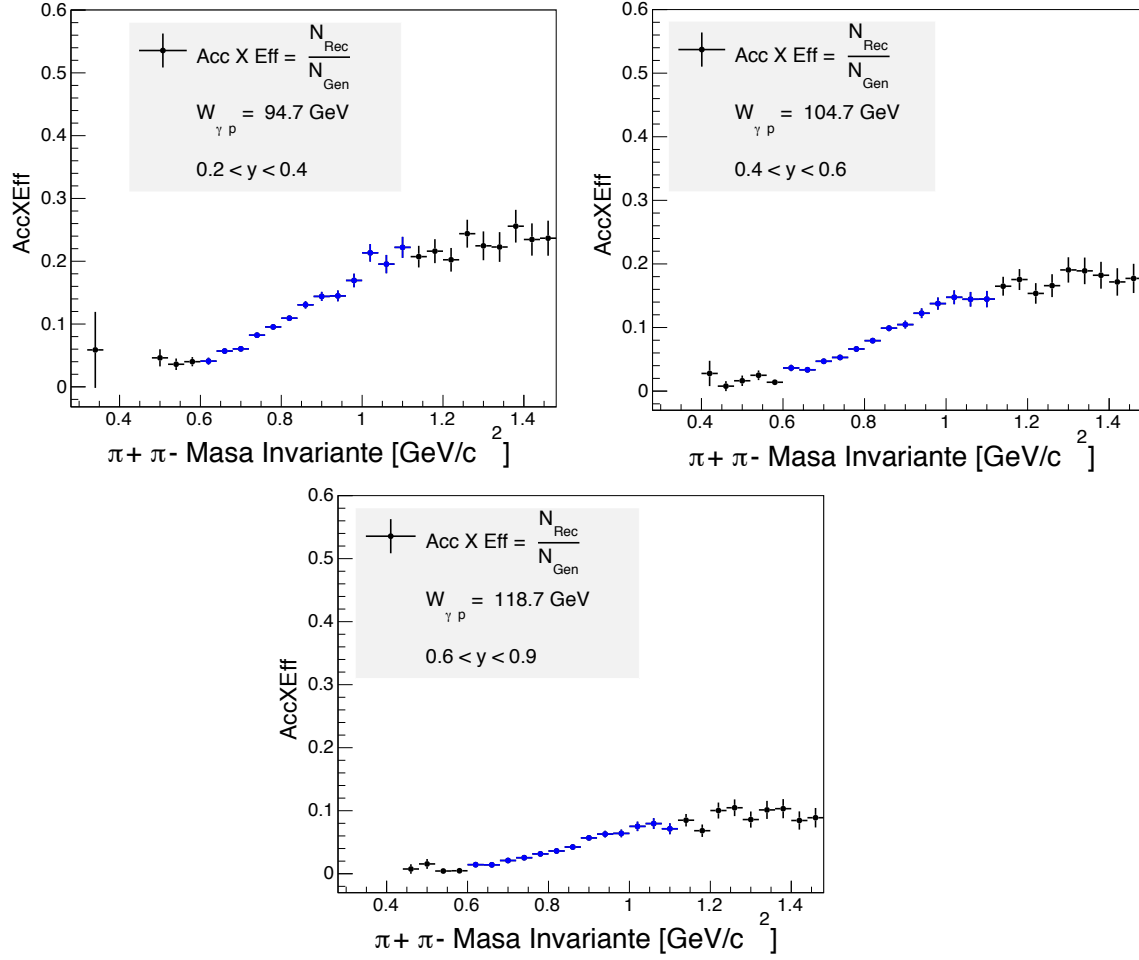 0.6
0.5
0.4
0.3
0.2
0.1
0
AccXEff
Acc X Eff = N_Rec / N_Gen
W_γ p = 94.7 GeV
0.2 < y < 0.4
0.4 0.6 0.8 1 1.2 1.4
π+ π- Masa Invariante [GeV/c^2]
0.6
0.5
0.4
0.3
0.2
0.1
0
AccXEff
Acc X Eff = N_Rec / N_Gen
W_γ p = 104.7 GeV
0.4 < y < 0.6
0.4 0.6 0.8 1 1.2 1.4
π+ π- Masa Invariante [GeV/c^2]
0.6
0.5
0.4
0.3
0.2
0.1
0
AccXEff
Acc X Eff = N_Rec / N_Gen
W_γ p = 118.7 GeV
0.6 < y < 0.9
0.4 0.6 0.8 1 1.2 1.4
π+ π- Masa Invariante [GeV/c^2]